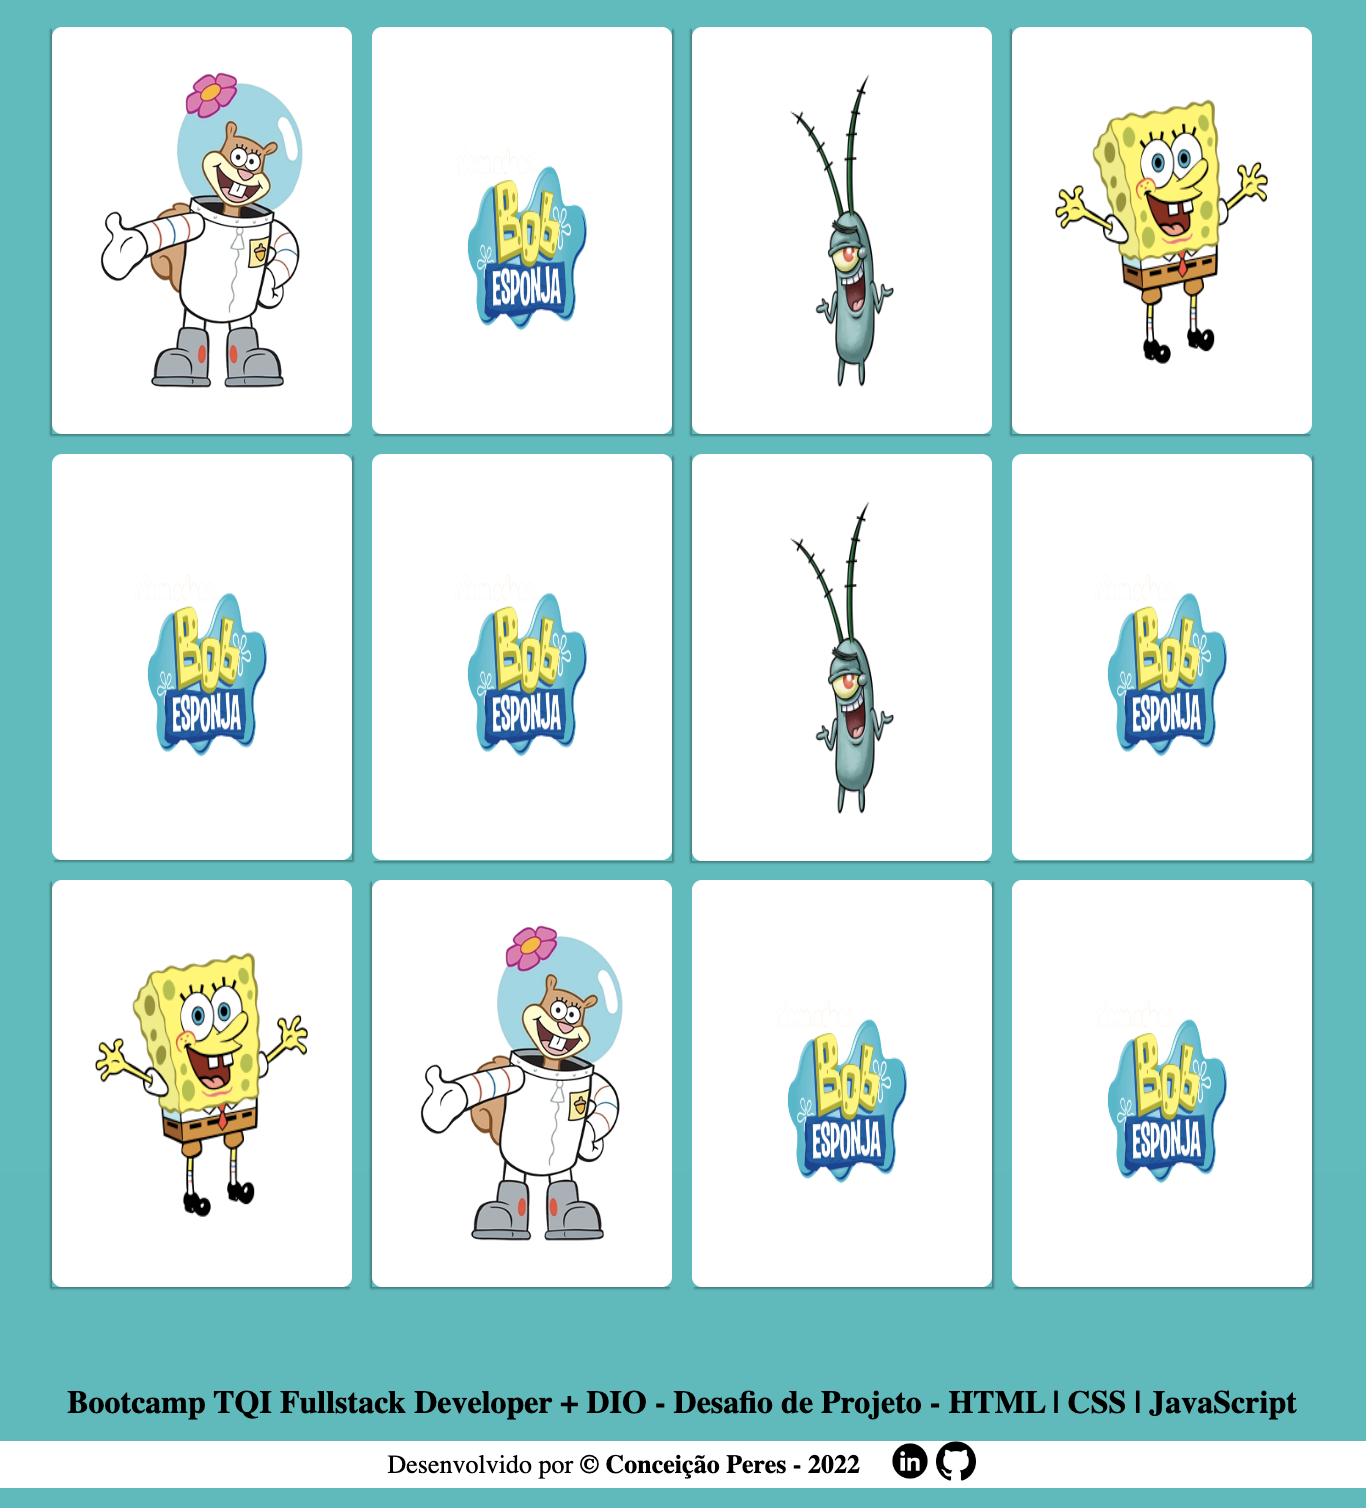 Bob
ESPONJA
Bob
ESPONJA
Bob
ESPONJA
Bob
ESPONJA
Bob
ESPONJA
Bob
ESPONJA
Bootcamp TQI Fullstack Developer + DIO - Desafio de Projeto - HTML | CSS | JavaScript
Desenvolvido por © Conceição Peres - 2022 in